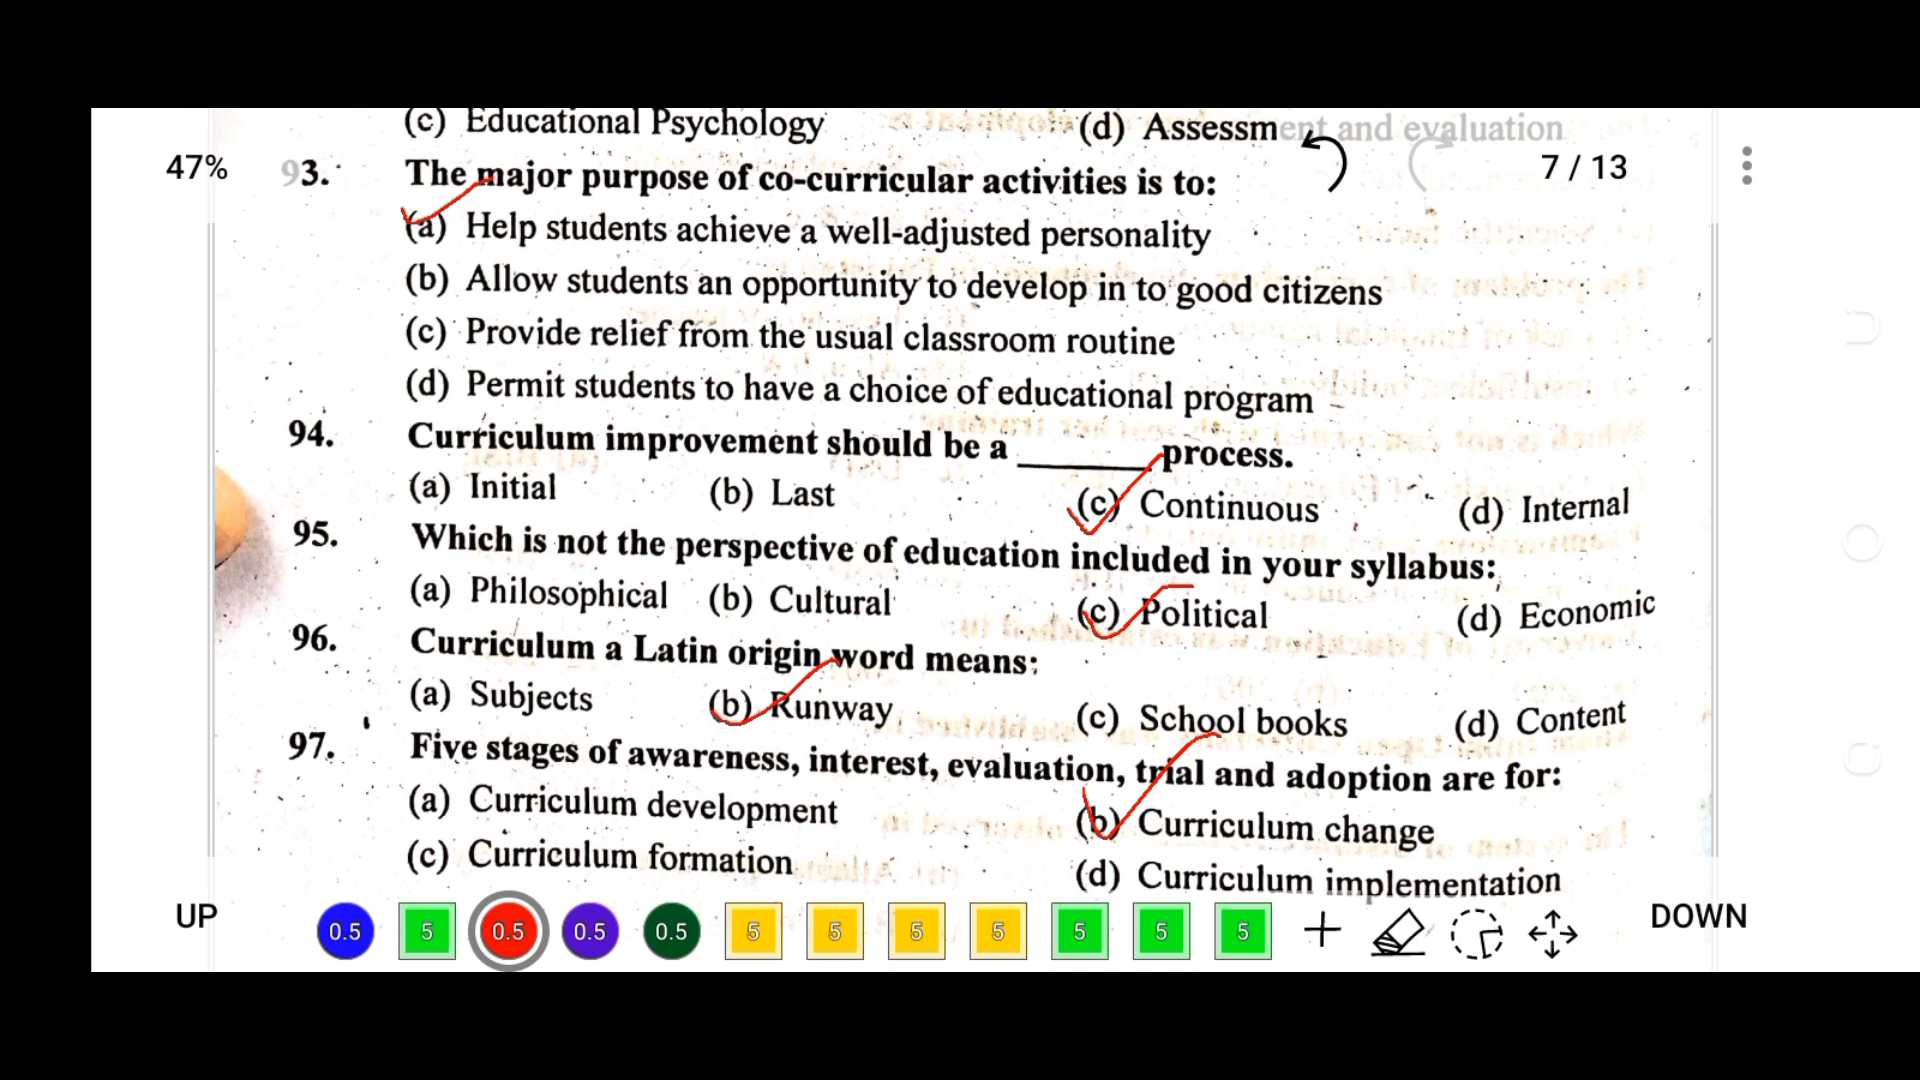 (c) Educational Psychology (d) Assessment and evaluation
47% 93. The major purpose of co-curricular activities is to: 7 / 13
(a) Help students achieve a well-adjusted personality
(b) Allow students an opportunity to develop in to good citizens
(c) Provide relief from the usual classroom routine
(d) Permit students to have a choice of educational program
94. Curriculum improvement should be a ________ process.
(a) Initial (b) Last (c) Continuous (d) Internal
95. Which is not the perspective of education included in your syllabus:
(a) Philosophical (b) Cultural (c) Political (d) Economic
96. Curriculum a Latin origin word means:
(a) Subjects (b) Runway (c) School books (d) Content
97. Five stages of awareness, interest, evaluation, trial and adoption are for:
(a) Curriculum development (b) Curriculum change
(c) Curriculum formation (d) Curriculum implementation
UP 0.5 5 0.5 0.5 0.5 5 5 5 5 5 5 5 DOWN